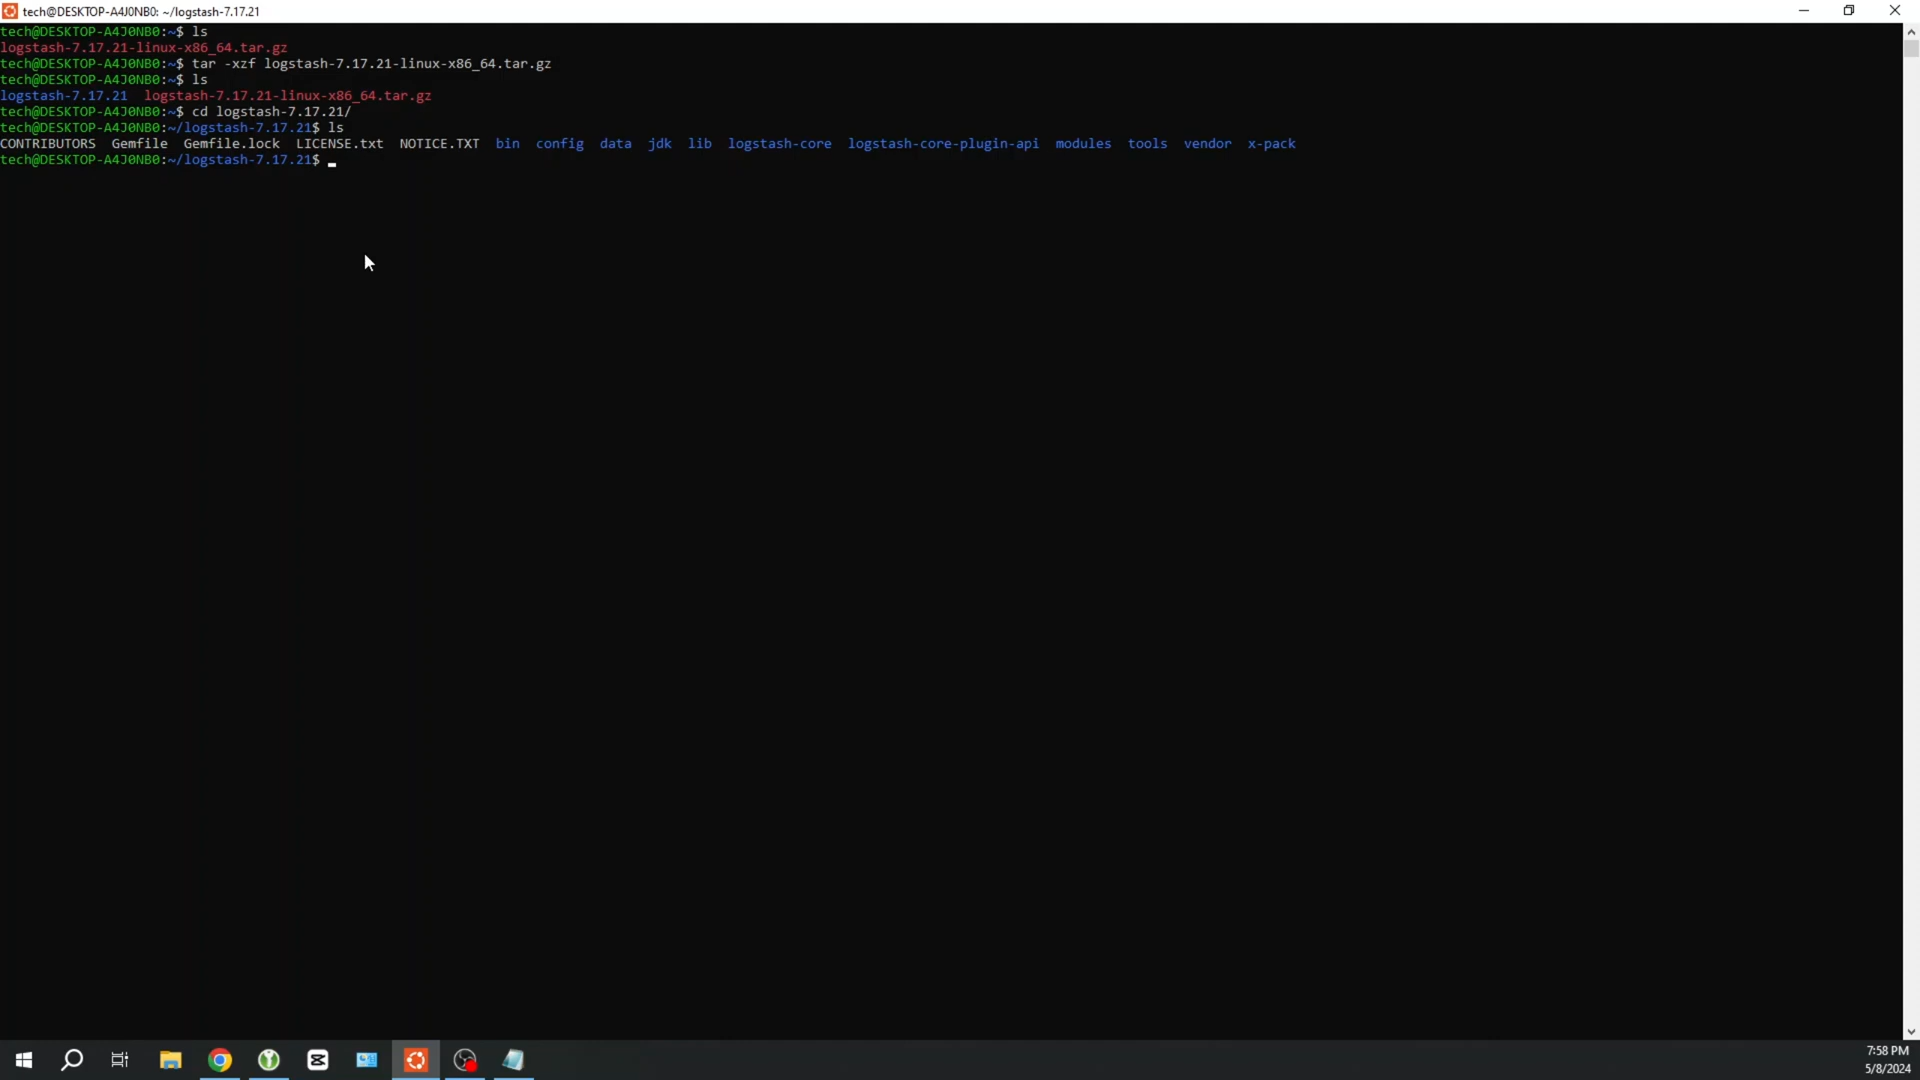 tech@DESKTOP-A4J0NB0: ~/logstash-7.17.21
tech@DESKTOP-A4J0NB0:~$ ls
logstash-7.17.21-linux-x86_64.tar.gz
tech@DESKTOP-A4J0NB0:~$ tar -xzf logstash-7.17.21-linux-x86_64.tar.gz
tech@DESKTOP-A4J0NB0:~$ ls
logstash-7.17.21  logstash-7.17.21-linux-x86_64.tar.gz
tech@DESKTOP-A4J0NB0:~$ cd logstash-7.17.21/
tech@DESKTOP-A4J0NB0:~/logstash-7.17.21$ ls
CONTRIBUTORS  Gemfile  Gemfile.lock  LICENSE.txt  NOTICE.TXT  bin  config  data  jdk  lib  logstash-core  logstash-core-plugin-api  modules  tools  vendor  x-pack
tech@DESKTOP-A4J0NB0:~/logstash-7.17.21$ _
7:58 PM
5/8/2024